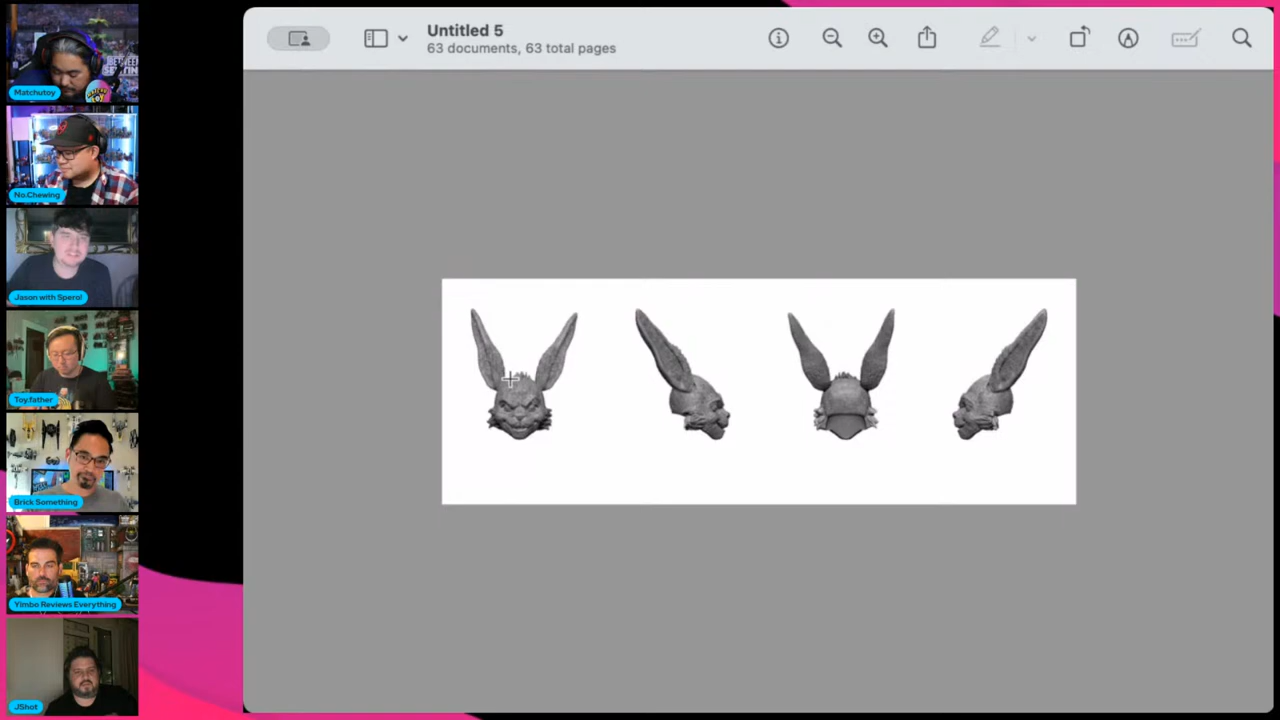 Untitled 5
63 documents, 63 total pages
Matchutoy
No.Chewing
Jason with Spero!
Toy.father
Brick Something
Yimbo Reviews Everything
JShot